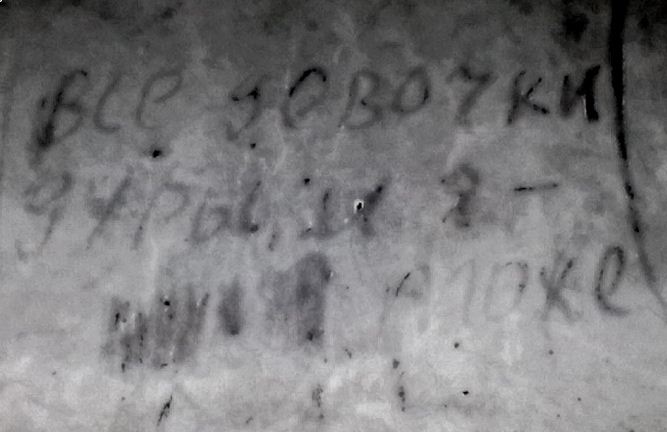 все девочки
дуры, и я -
тоже